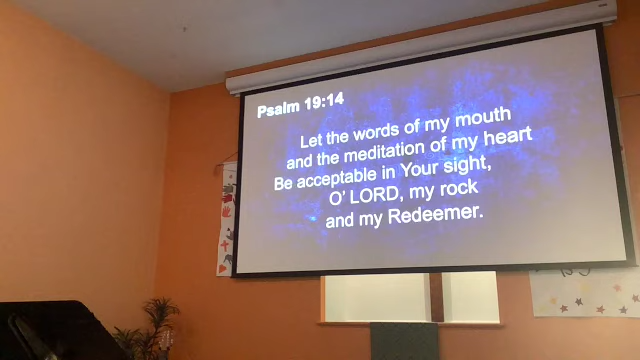 Psalm 19:14
Let the words of my mouth
and the meditation of my heart
Be acceptable in Your sight,
O' LORD, my rock
and my Redeemer.